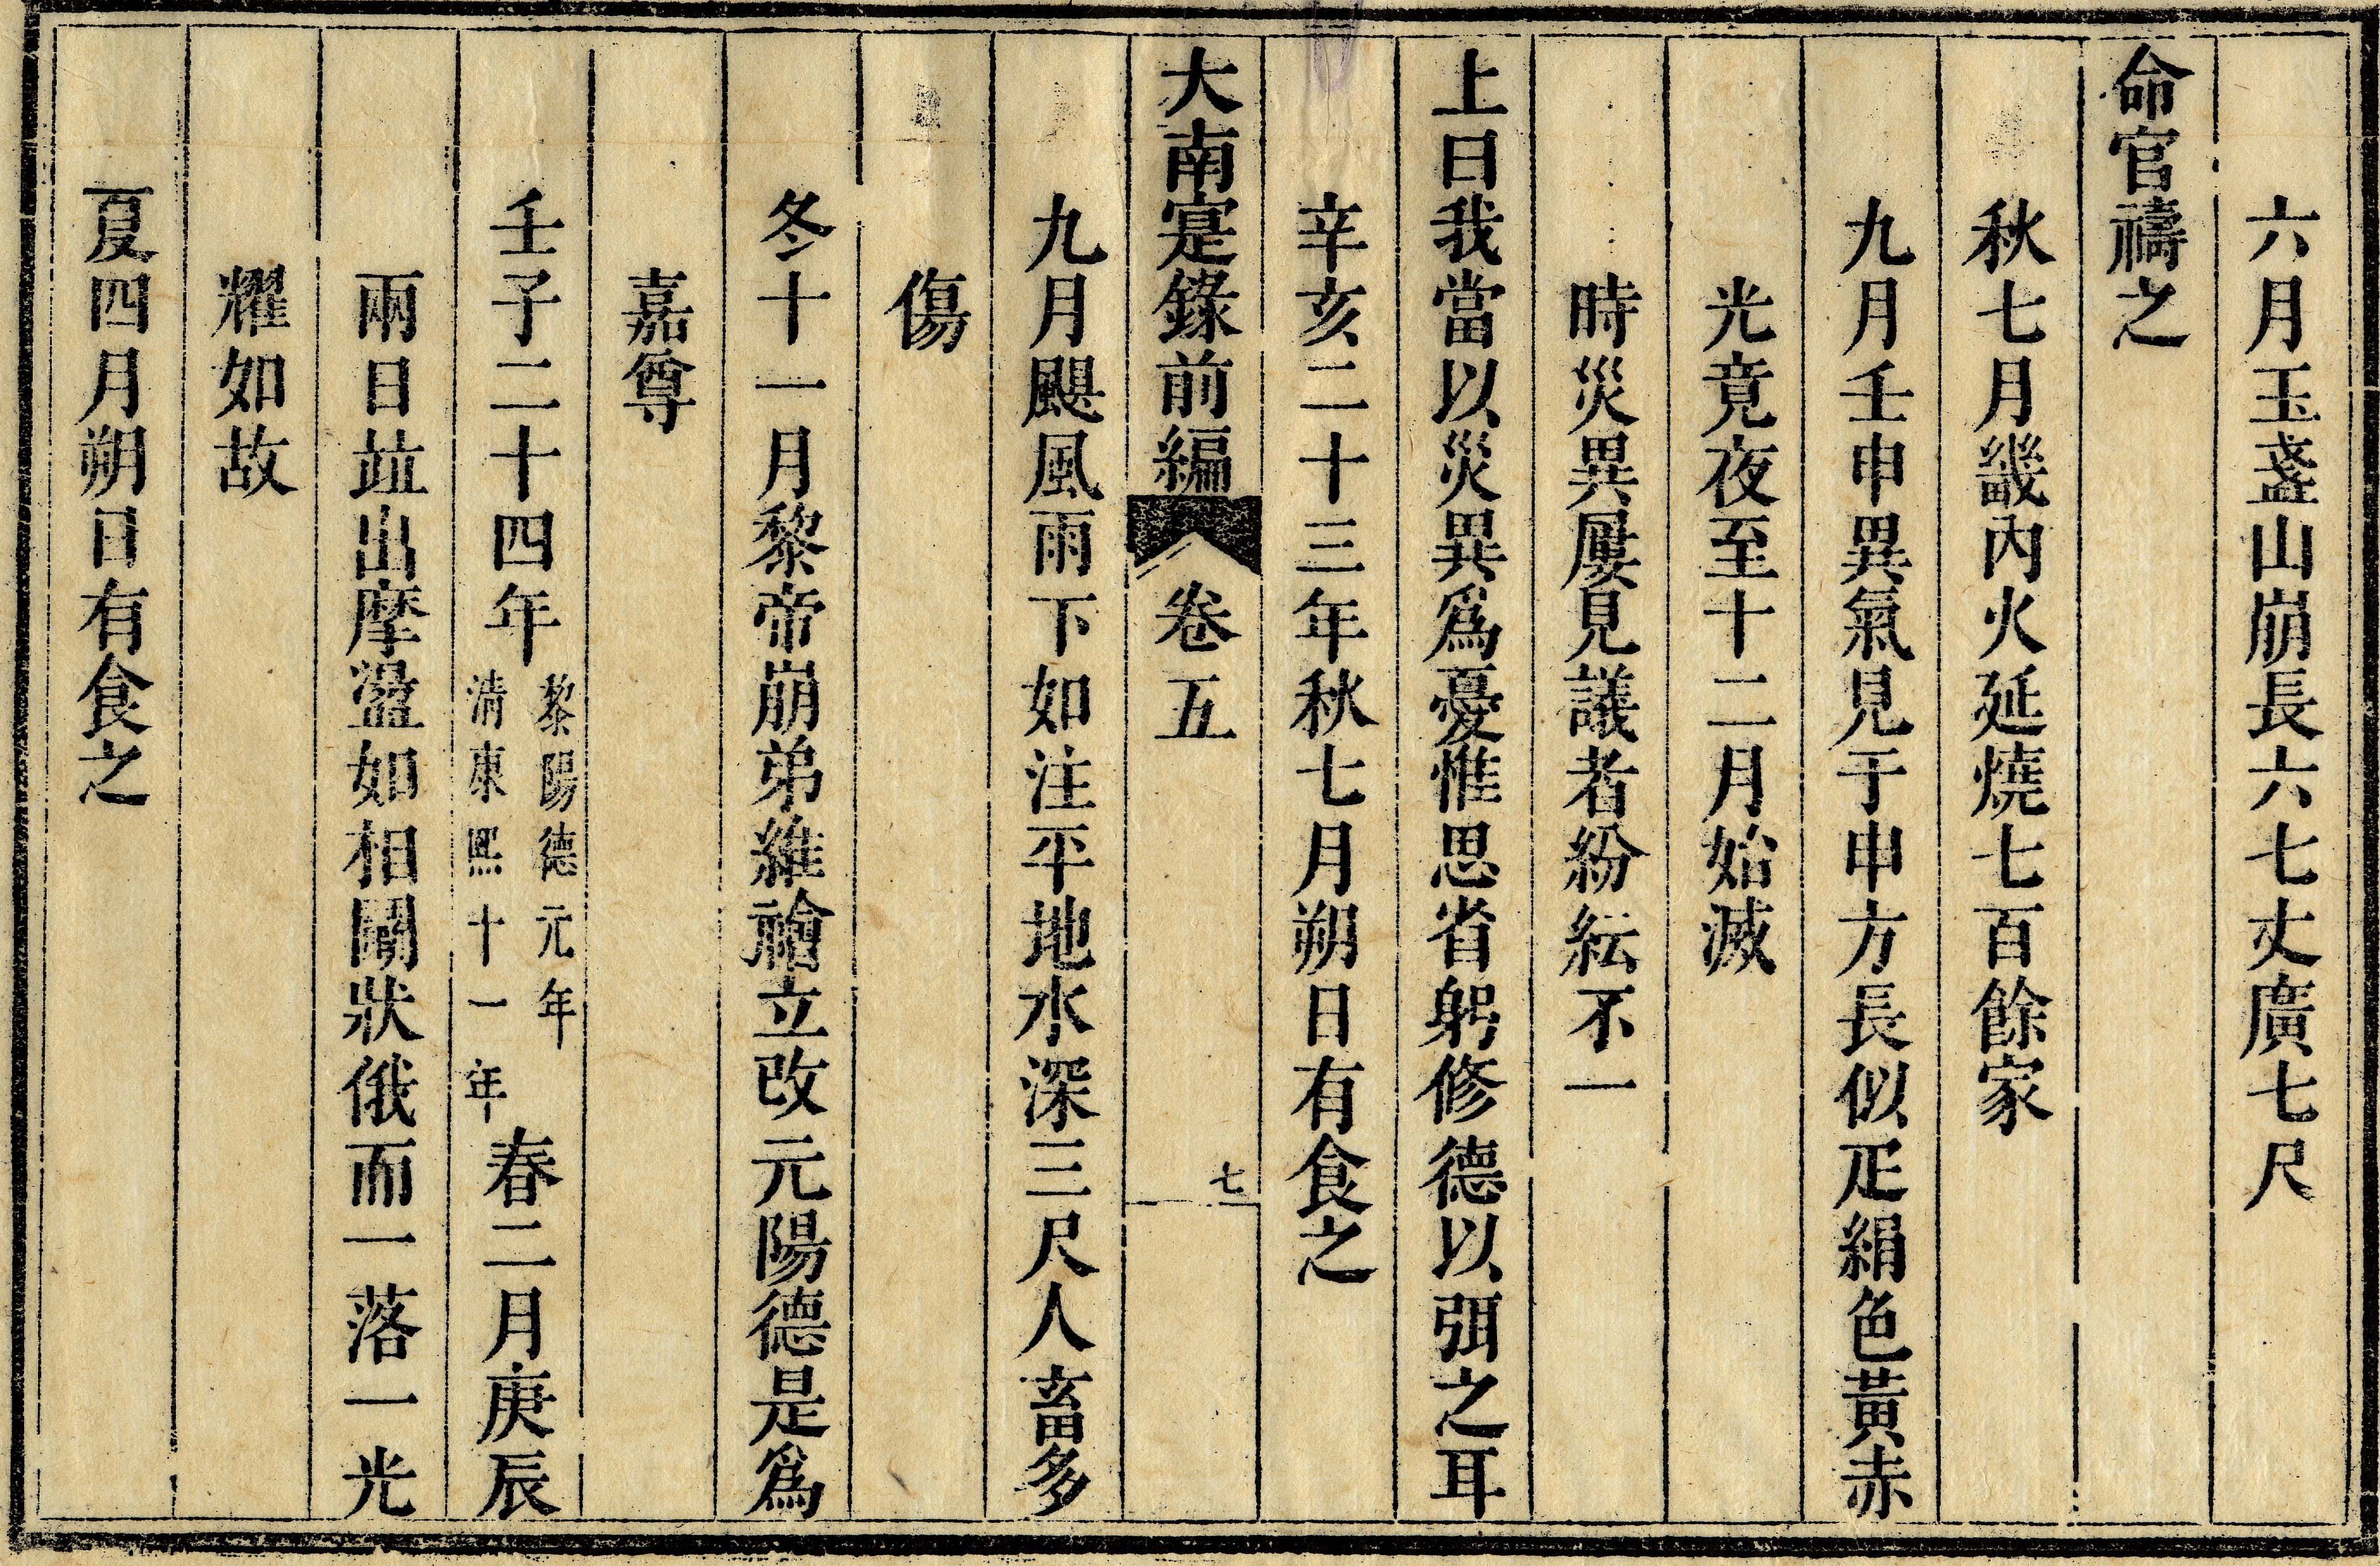 六月玉盞山崩長六七丈廣七尺
命官禱之
秋七月畿内火延燒七百餘家
九月壬申異氣見于申方長似疋絹色黃赤
光竟夜至十二月始滅
時災異屢見議者紛紜不一
上曰我當以災異爲憂惟思省躬修德以弭之耳
辛亥二十三年秋七月朔日有食之
大南寔錄前編 卷五 七
九月颶風雨下如注平地水深三尺人畜多
傷
冬十一月黎帝崩弟維禬立改元陽德是爲
嘉尊
壬子二十四年黎陽德元年清康熙十一年春二月庚辰
兩日竝出摩盪如相鬬狀俄而一落一光
耀如故
夏四月朔日有食之